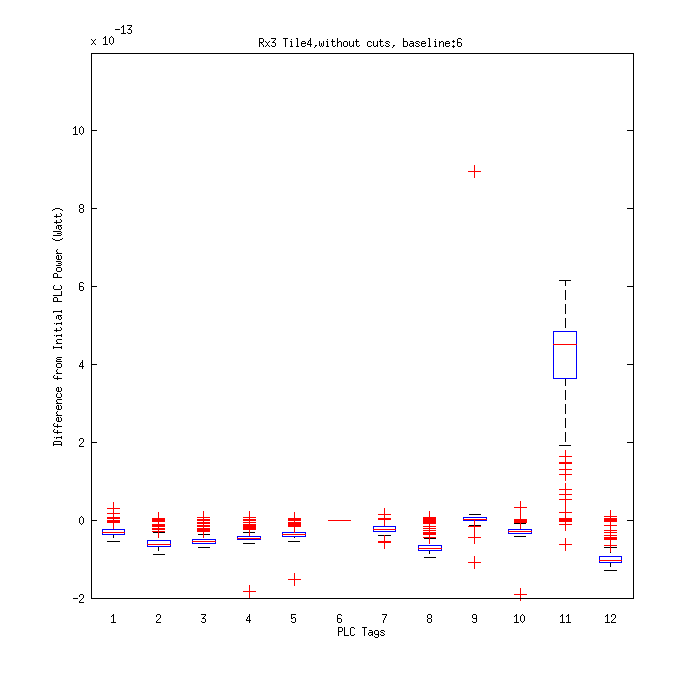 x 10^-13
Rx3 Tile4,without cuts, baseline:6
Difference from Initial PLC Power (Watt)
10
8
6
4
2
0
-2
1 2 3 4 5 6 7 8 9 10 11 12
PLC Tags